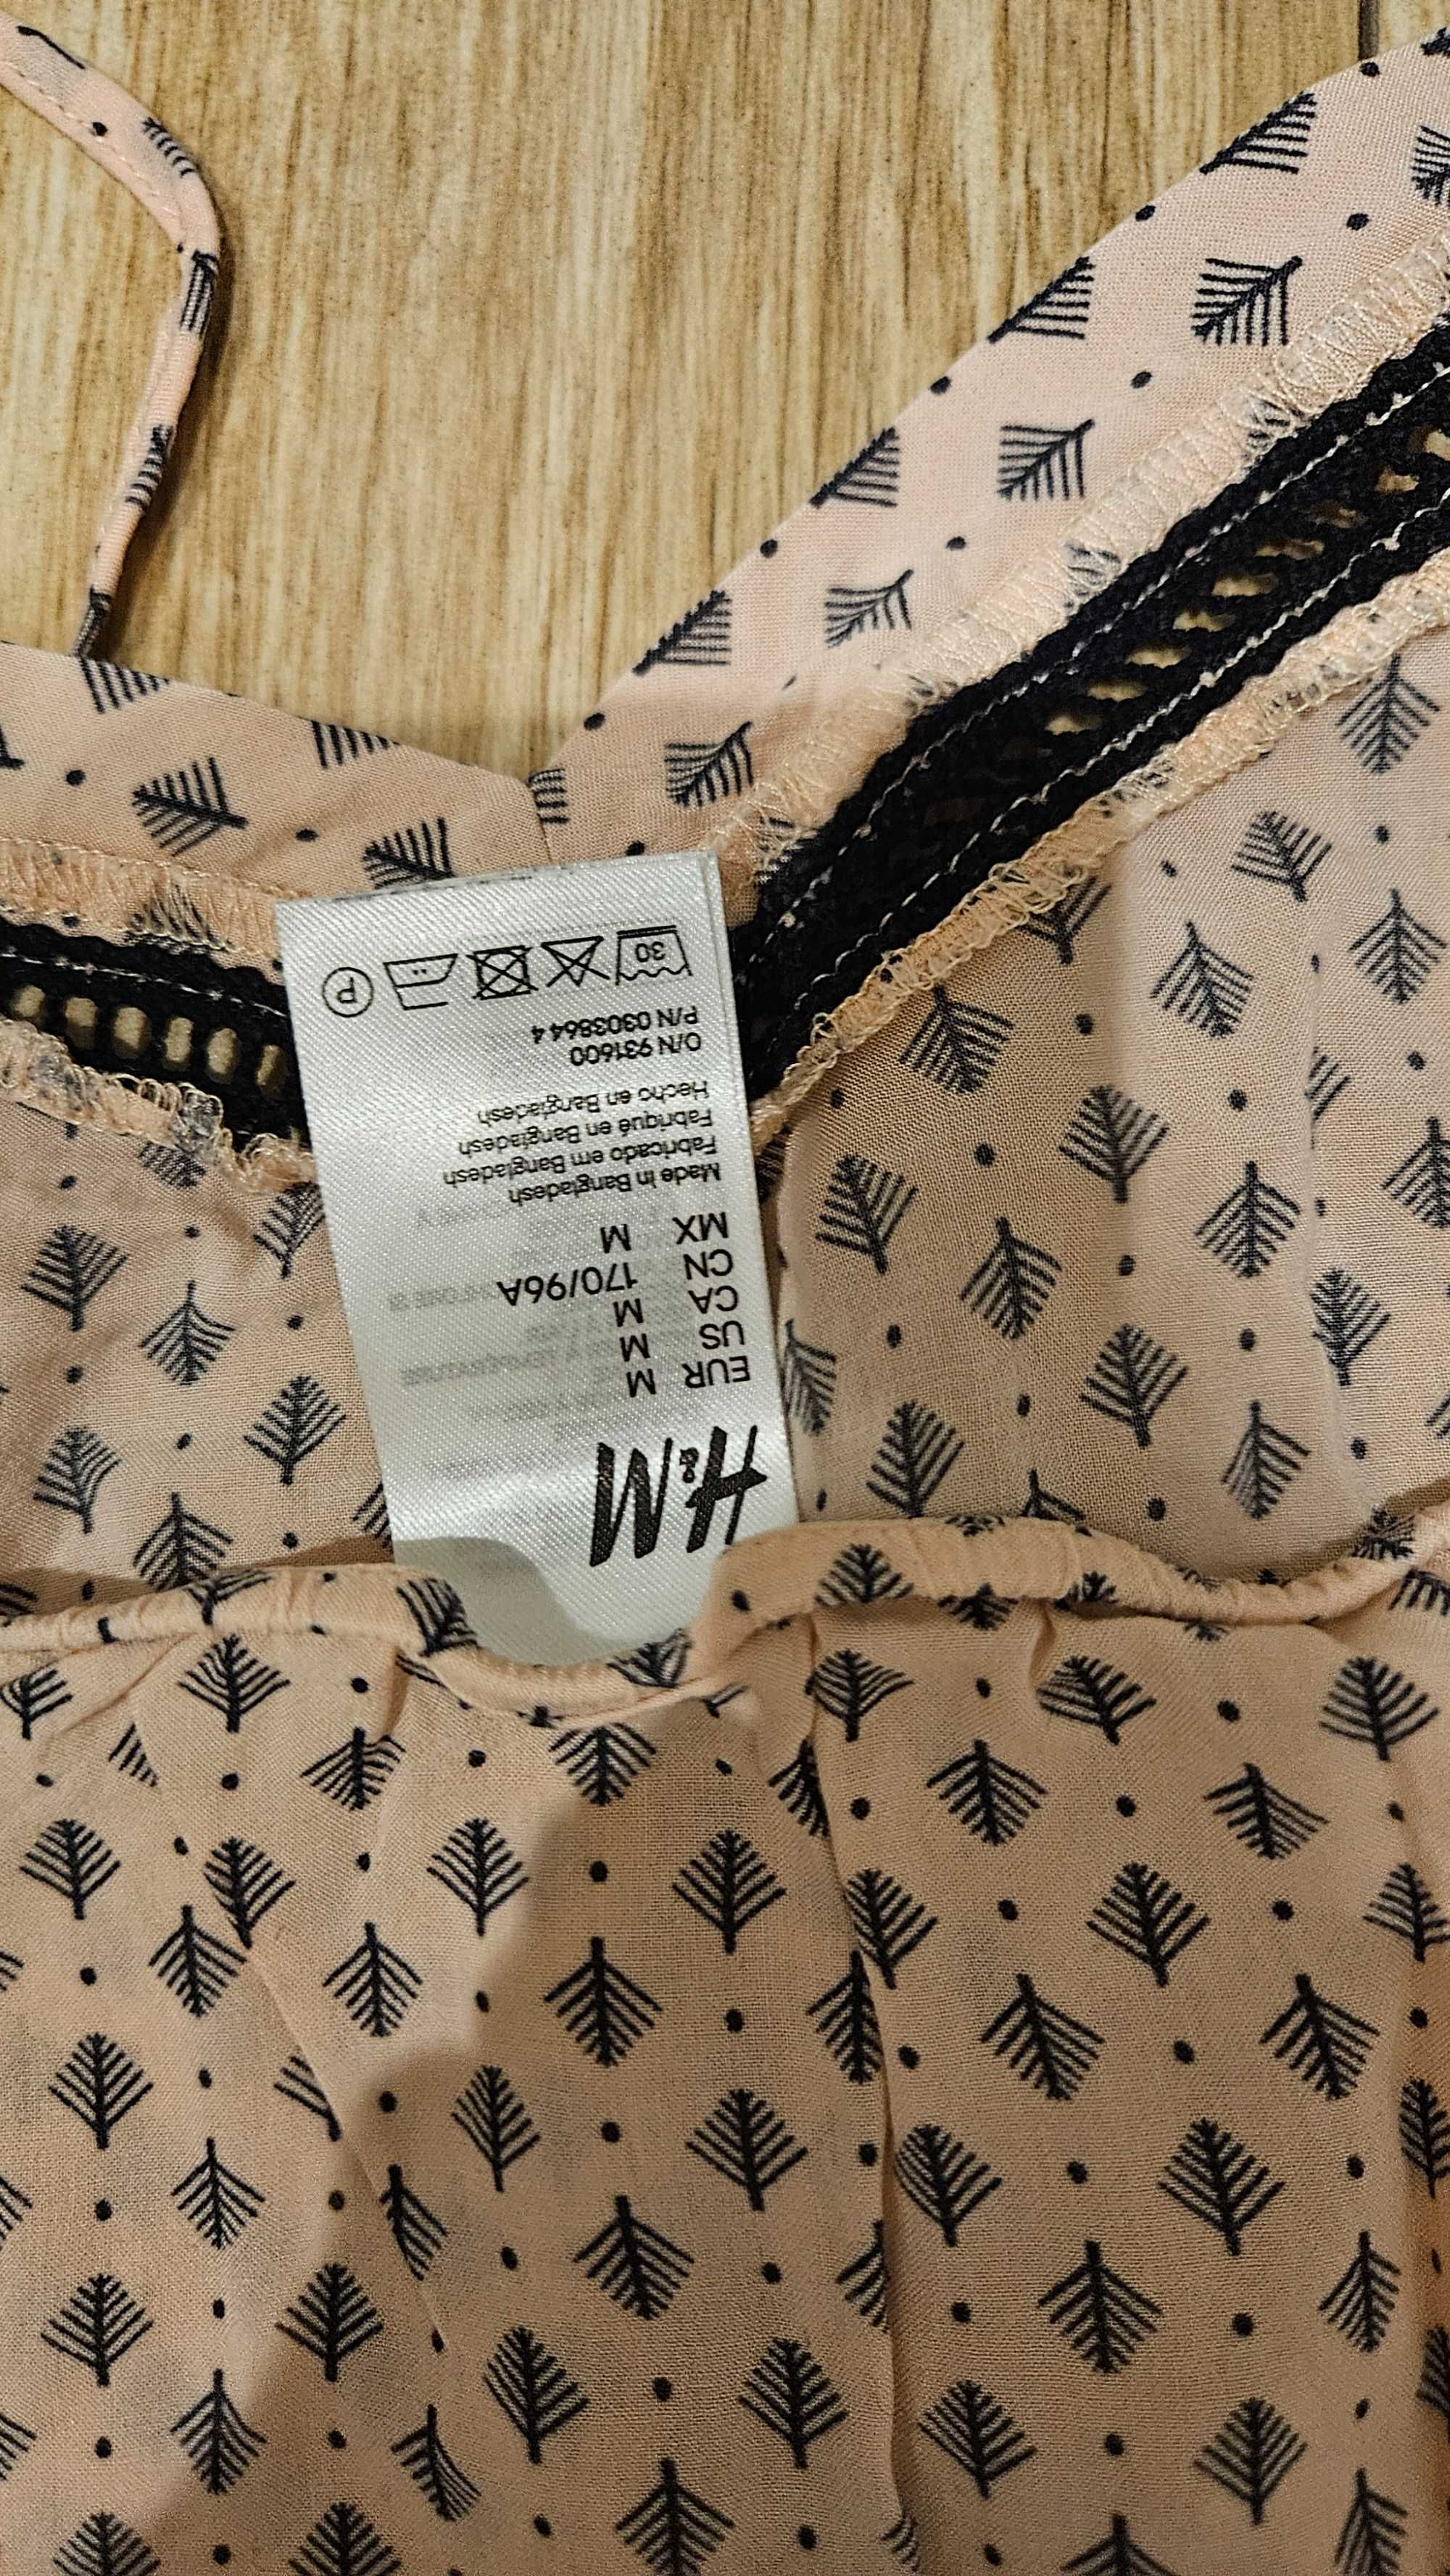 H&M
EUR M
US M
CA M
CN 170/96A
MX M
Made in Bangladesh
Fabricado em Bangladesh
Fabriqué en Bangladesh
Hecho en Bangladesh
O/N 931600
P/N 0303864 4
30
P